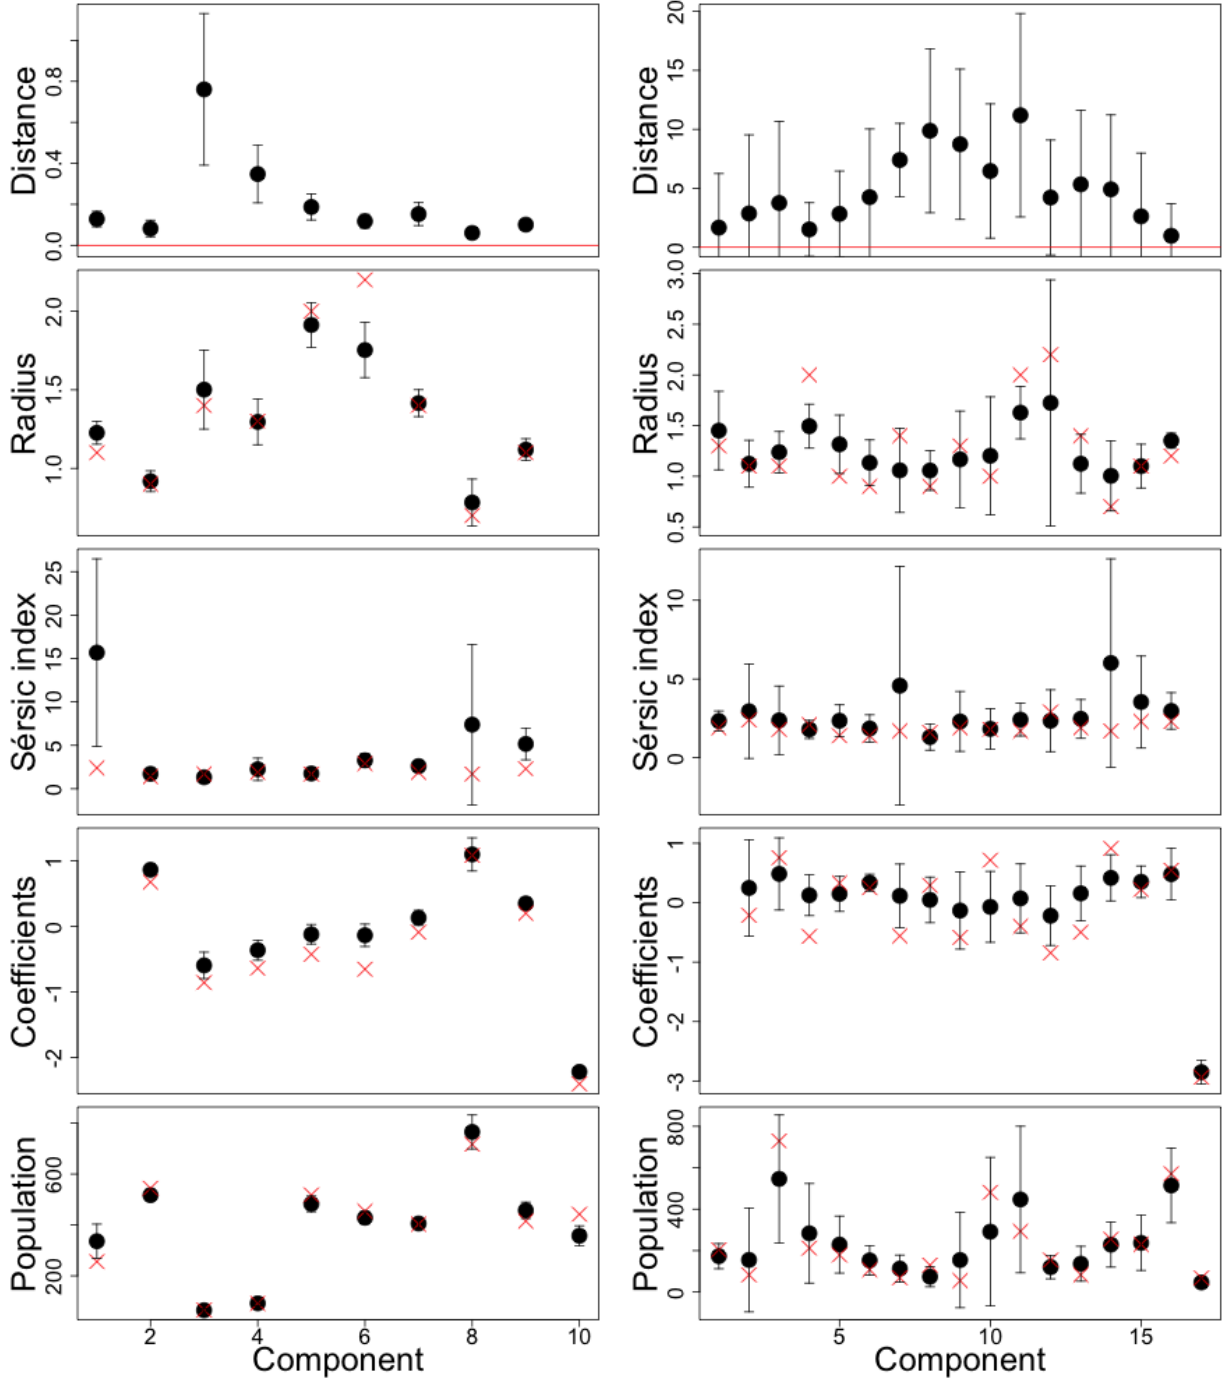 Distance
0.0 0.4 0.8
Distance
0 5 10 15 20
Radius
1.0 1.5 2.0
Radius
0.5 1.0 1.5 2.0 2.5 3.0
Sérsic index
0 5 10 15 20 25
Sérsic index
0 5 10
Coefficients
-2 -1 0 1
Coefficients
-3 -2 -1 0 1
Population
200 600
Population
0 400 800
2 4 6 8 10
5 10 15
Component
Component